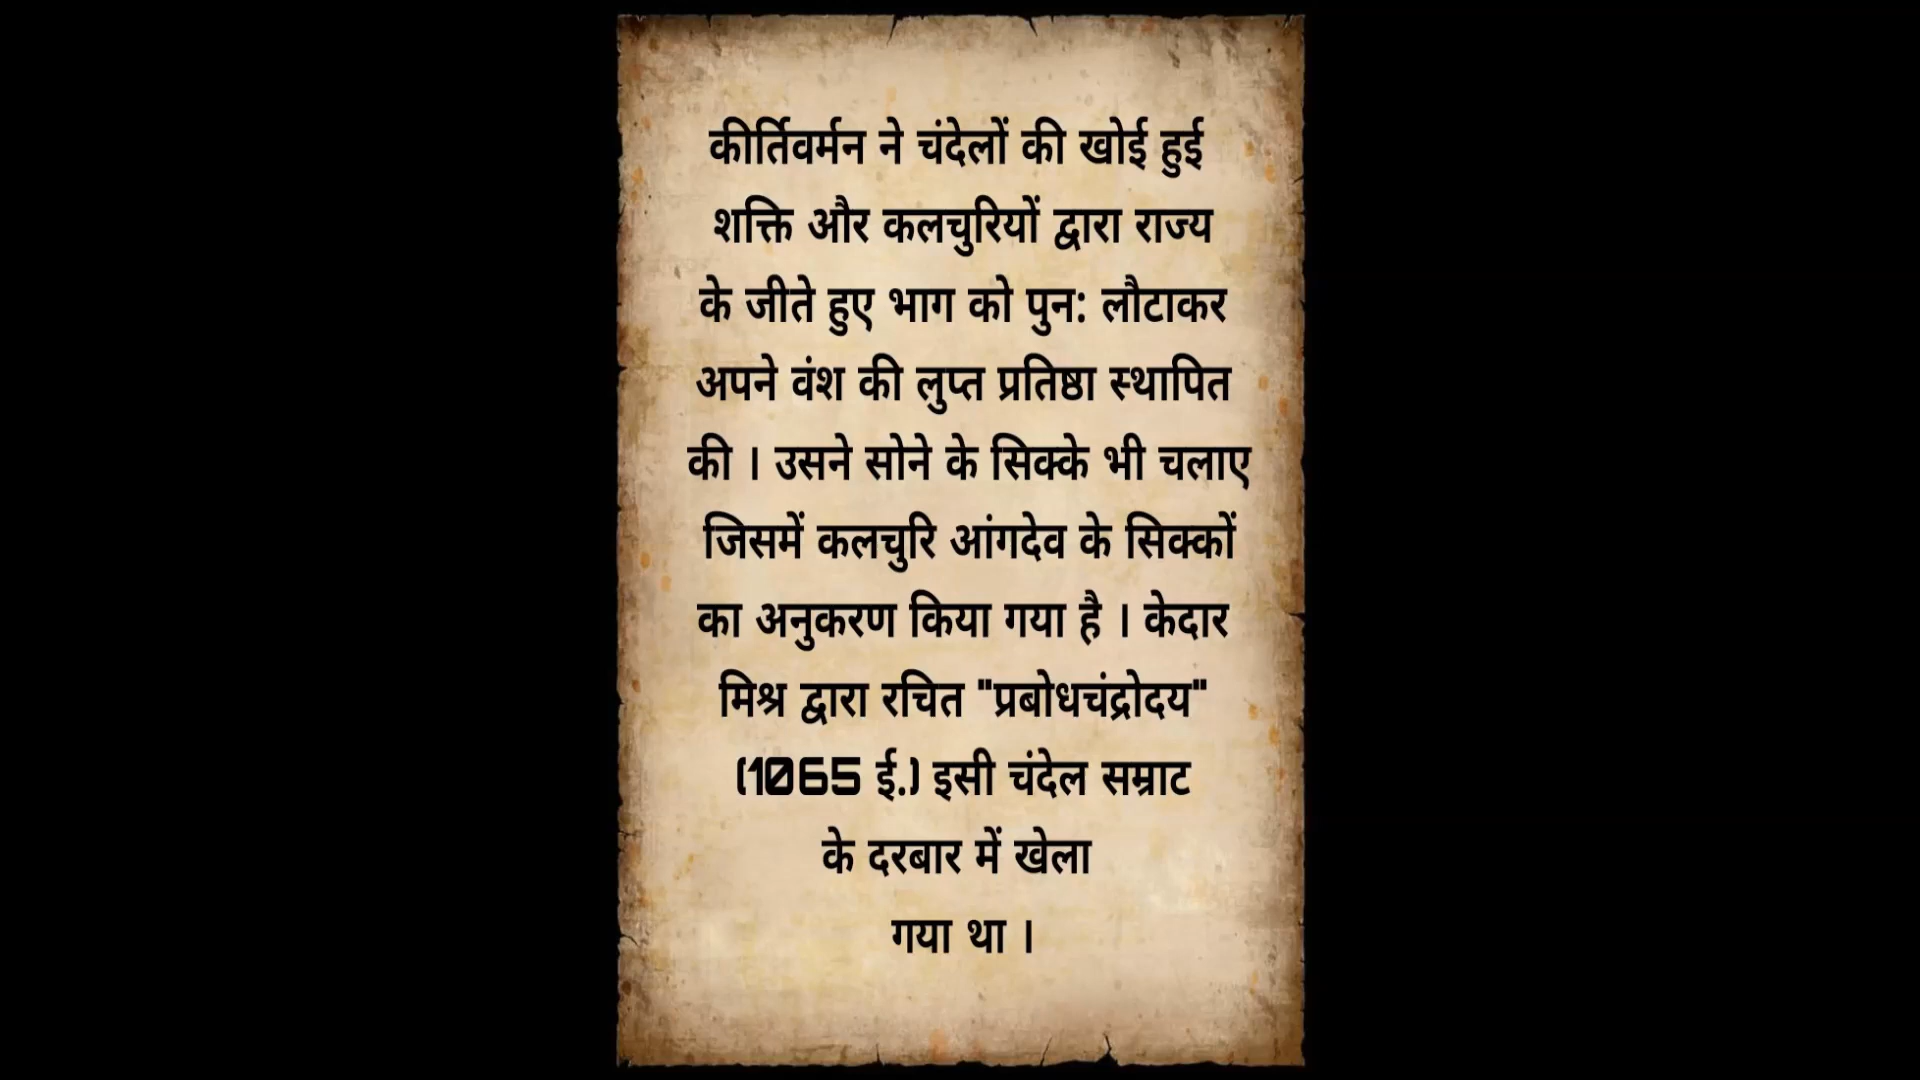 कीर्तिवर्मन ने चंदेलों की खोई हुई
शक्ति और कलचुरियों द्वारा राज्य
के जीते हुए भाग को पुन: लौटाकर
अपने वंश की लुप्त प्रतिष्ठा स्थापित
की । उसने सोने के सिक्के भी चलाए
जिसमें कलचुरि आंगदेव के सिक्कों
का अनुकरण किया गया है । केदार
मिश्र द्वारा रचित "प्रबोधचंद्रोदय"
(1065 ई.) इसी चंदेल सम्राट
के दरबार में खेला
गया था ।